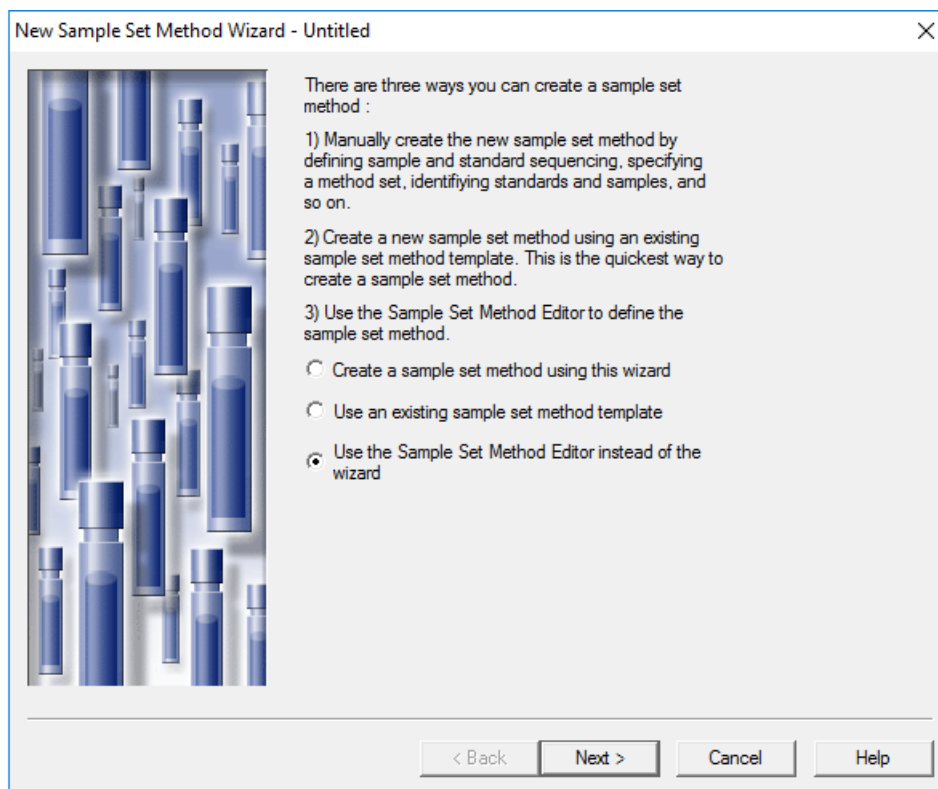 New Sample Set Method Wizard - Untitled
There are three ways you can create a sample set
method :
1) Manually create the new sample set method by
defining sample and standard sequencing, specifying
a method set, identifiying standards and samples, and
so on.
2) Create a new sample set method using an existing
sample set method template. This is the quickest way to
create a sample set method.
3) Use the Sample Set Method Editor to define the
sample set method.
Create a sample set method using this wizard
Use an existing sample set method template
Use the Sample Set Method Editor instead of the
wizard
< Back Next > Cancel Help